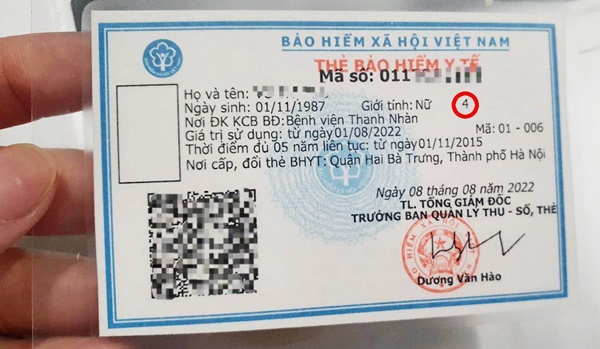 BẢO HIỂM XÃ HỘI VIỆT NAM
THẺ BẢO HIỂM Y TẾ
Mã số: 011
Họ và tên:
Ngày sinh: 01/11/1987 Giới tính: Nữ 4
Nơi ĐK KCB BĐ:Bệnh viện Thanh Nhàn
Giá trị sử dụng: từ ngày01/08/2022 Mã: 01 - 006
Thời điểm đủ 05 năm liên tục: từ ngày01/11/2015
Nơi cấp, đổi thẻ BHYT: Quận Hai Bà Trưng, Thành phố Hà Nội
Ngày 08 tháng 08 năm 2022
TL. TỔNG GIÁM ĐỐC
TRƯỞNG BAN QUẢN LÝ THU - SỔ, THẺ
Dương Văn Hào